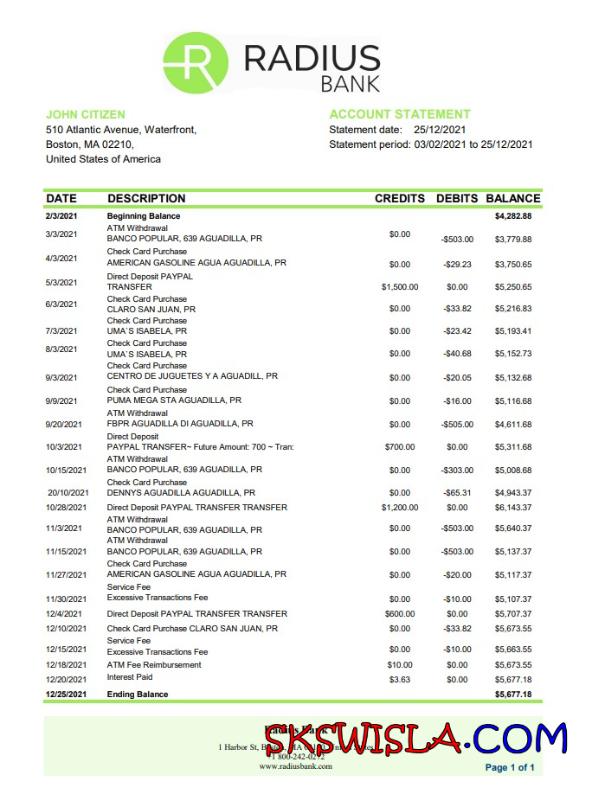 RADIUS
BANK
JOHN CITIZEN
510 Atlantic Avenue, Waterfront,
Boston, MA 02210,
United States of America
ACCOUNT STATEMENT
Statement date: 25/12/2021
Statement period: 03/02/2021 to 25/12/2021
DATE DESCRIPTION CREDITS DEBITS BALANCE
2/3/2021 Beginning Balance $4,282.88
3/3/2021 ATM Withdrawal
BANCO POPULAR, 639 AGUADILLA, PR $0.00 -$503.00 $3,779.88
4/3/2021 Check Card Purchase
AMERICAN GASOLINE AGUA AGUADILLA, PR $0.00 -$29.23 $3,750.65
5/3/2021 Direct Deposit PAYPAL
TRANSFER $1,500.00 $0.00 $5,250.65
6/3/2021 Check Card Purchase
CLARO SAN JUAN, PR $0.00 -$33.82 $5,216.83
7/3/2021 Check Card Purchase
UMA`S ISABELA, PR $0.00 -$23.42 $5,193.41
8/3/2021 Check Card Purchase
UMA`S ISABELA, PR $0.00 -$40.68 $5,152.73
9/3/2021 Check Card Purchase
CENTRO DE JUGUETES Y A AGUADILL, PR $0.00 -$20.05 $5,132.68
9/9/2021 Check Card Purchase
PUMA MEGA STA AGUADILLA, PR $0.00 -$16.00 $5,116.68
9/20/2021 ATM Withdrawal
FBPR AGUADILLA DI AGUADILLA, PR $0.00 -$505.00 $4,611.68
10/3/2021 Direct Deposit
PAYPAL TRANSFER~ Future Amount: 700 ~ Tran: $700.00 $0.00 $5,311.68
10/15/2021 ATM Withdrawal
BANCO POPULAR, 639 AGUADILLA, PR $0.00 -$303.00 $5,008.68
20/10/2021 Check Card Purchase
DENNYS AGUADILLA AGUADILLA, PR $0.00 -$65.31 $4,943.37
10/28/2021 Direct Deposit PAYPAL TRANSFER TRANSFER $1,200.00 $0.00 $6,143.37
11/3/2021 ATM Withdrawal
BANCO POPULAR, 639 AGUADILLA, PR $0.00 -$503.00 $5,640.37
11/15/2021 ATM Withdrawal
BANCO POPULAR, 639 AGUADILLA, PR $0.00 -$503.00 $5,137.37
11/27/2021 Check Card Purchase
AMERICAN GASOLINE AGUA AGUADILLA, PR $0.00 -$20.00 $5,117.37
11/30/2021 Service Fee
Excessive Transactions Fee $0.00 -$10.00 $5,107.37
12/4/2021 Direct Deposit PAYPAL TRANSFER TRANSFER $600.00 $0.00 $5,707.37
12/10/2021 Check Card Purchase CLARO SAN JUAN, PR $0.00 -$33.82 $5,673.55
12/15/2021 Service Fee
Excessive Transactions Fee $0.00 -$10.00 $5,663.55
12/18/2021 ATM Fee Reimbursement $10.00 $0.00 $5,673.55
12/20/2021 Interest Paid $3.63 $0.00 $5,677.18
12/25/2021 Ending Balance $5,677.18
SKSWISLA.COM
1 Harbor St,
+1 800-242-0272
www.radiusbank.com
Page 1 of 1